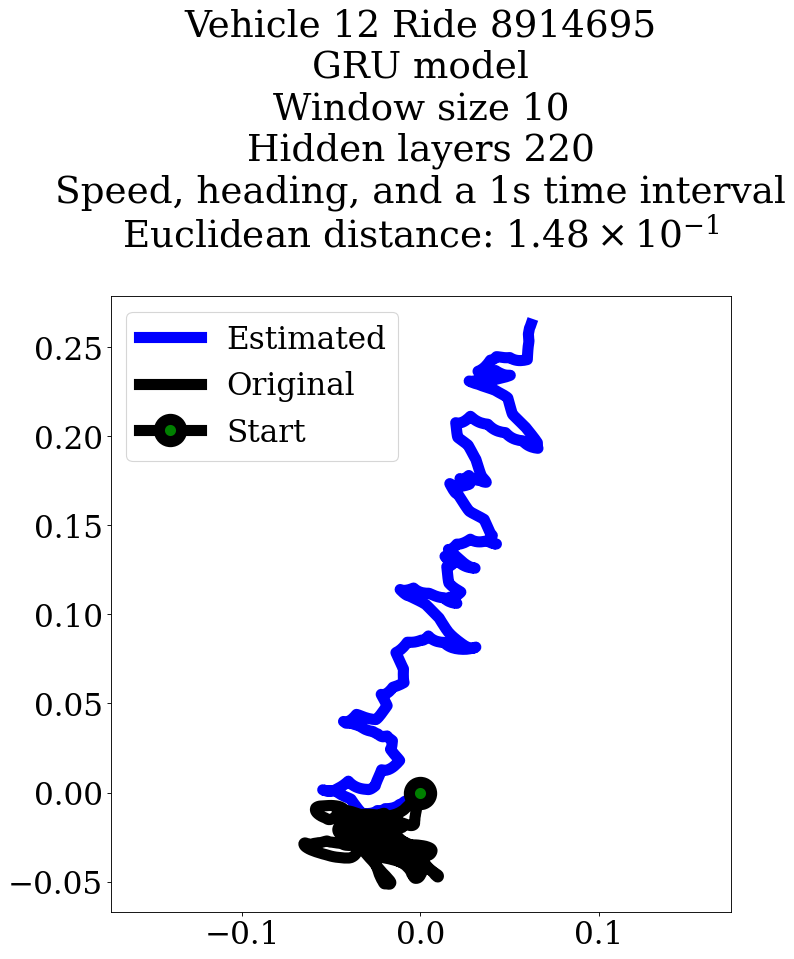 Vehicle 12 Ride 8914695
GRU model
Window size 10
Hidden layers 220
Speed, heading, and a 1s time interval
Euclidean distance: 1.48 × 10⁻¹
Estimated
Original
Start
0.25
0.20
0.15
0.10
0.05
0.00
−0.05
−0.1
0.0
0.1